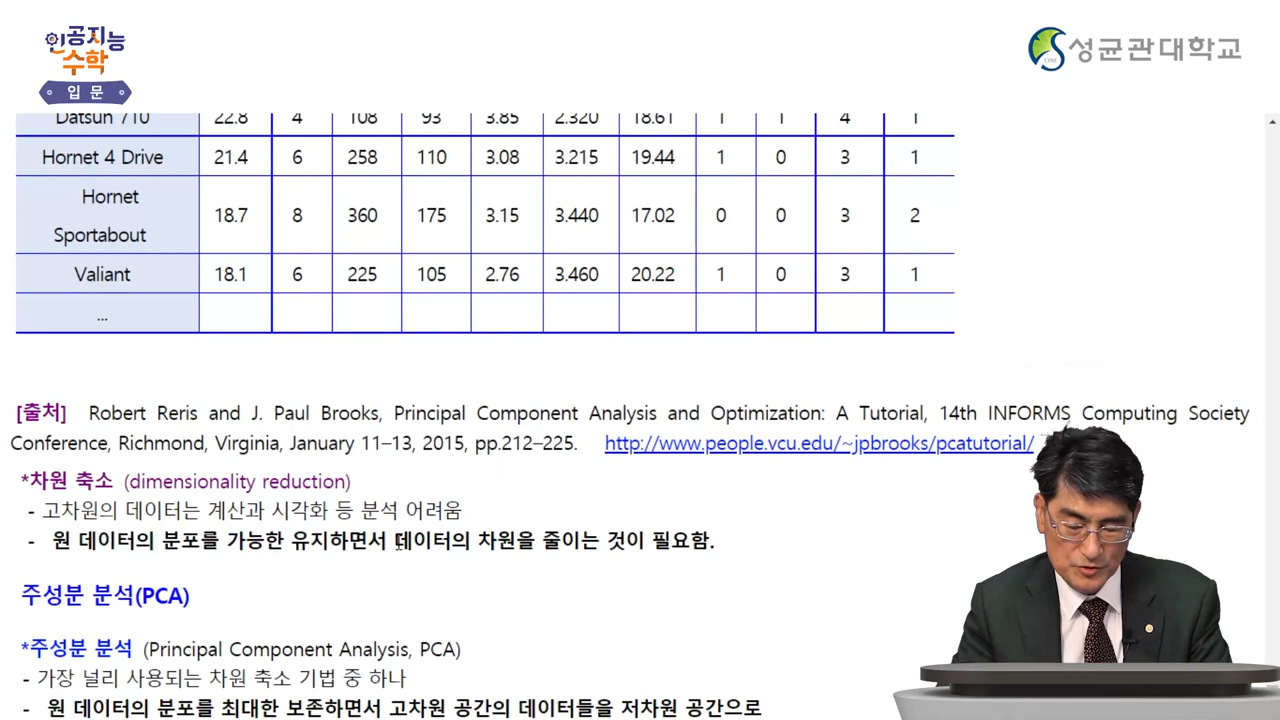 인공지능
수학
입문
성균관대학교
Datsun 710 22.8 4 108 93 3.85 2.320 18.61 1 1 4 1
Hornet 4 Drive 21.4 6 258 110 3.08 3.215 19.44 1 0 3 1
Hornet
Sportabout 18.7 8 360 175 3.15 3.440 17.02 0 0 3 2
Valiant 18.1 6 225 105 2.76 3.460 20.22 1 0 3 1
...
[출처] Robert Reris and J. Paul Brooks, Principal Component Analysis and Optimization: A Tutorial, 14th INFORMS Computing Society
Conference, Richmond, Virginia, January 11–13, 2015, pp.212–225. http://www.people.vcu.edu/~jpbrooks/pcatutorial/
*차원 축소 (dimensionality reduction)
- 고차원의 데이터는 계산과 시각화 등 분석 어려움
- 원 데이터의 분포를 가능한 유지하면서 데이터의 차원을 줄이는 것이 필요함.
주성분 분석(PCA)
*주성분 분석 (Principal Component Analysis, PCA)
- 가장 널리 사용되는 차원 축소 기법 중 하나
- 원 데이터의 분포를 최대한 보존하면서 고차원 공간의 데이터들을 저차원 공간으로